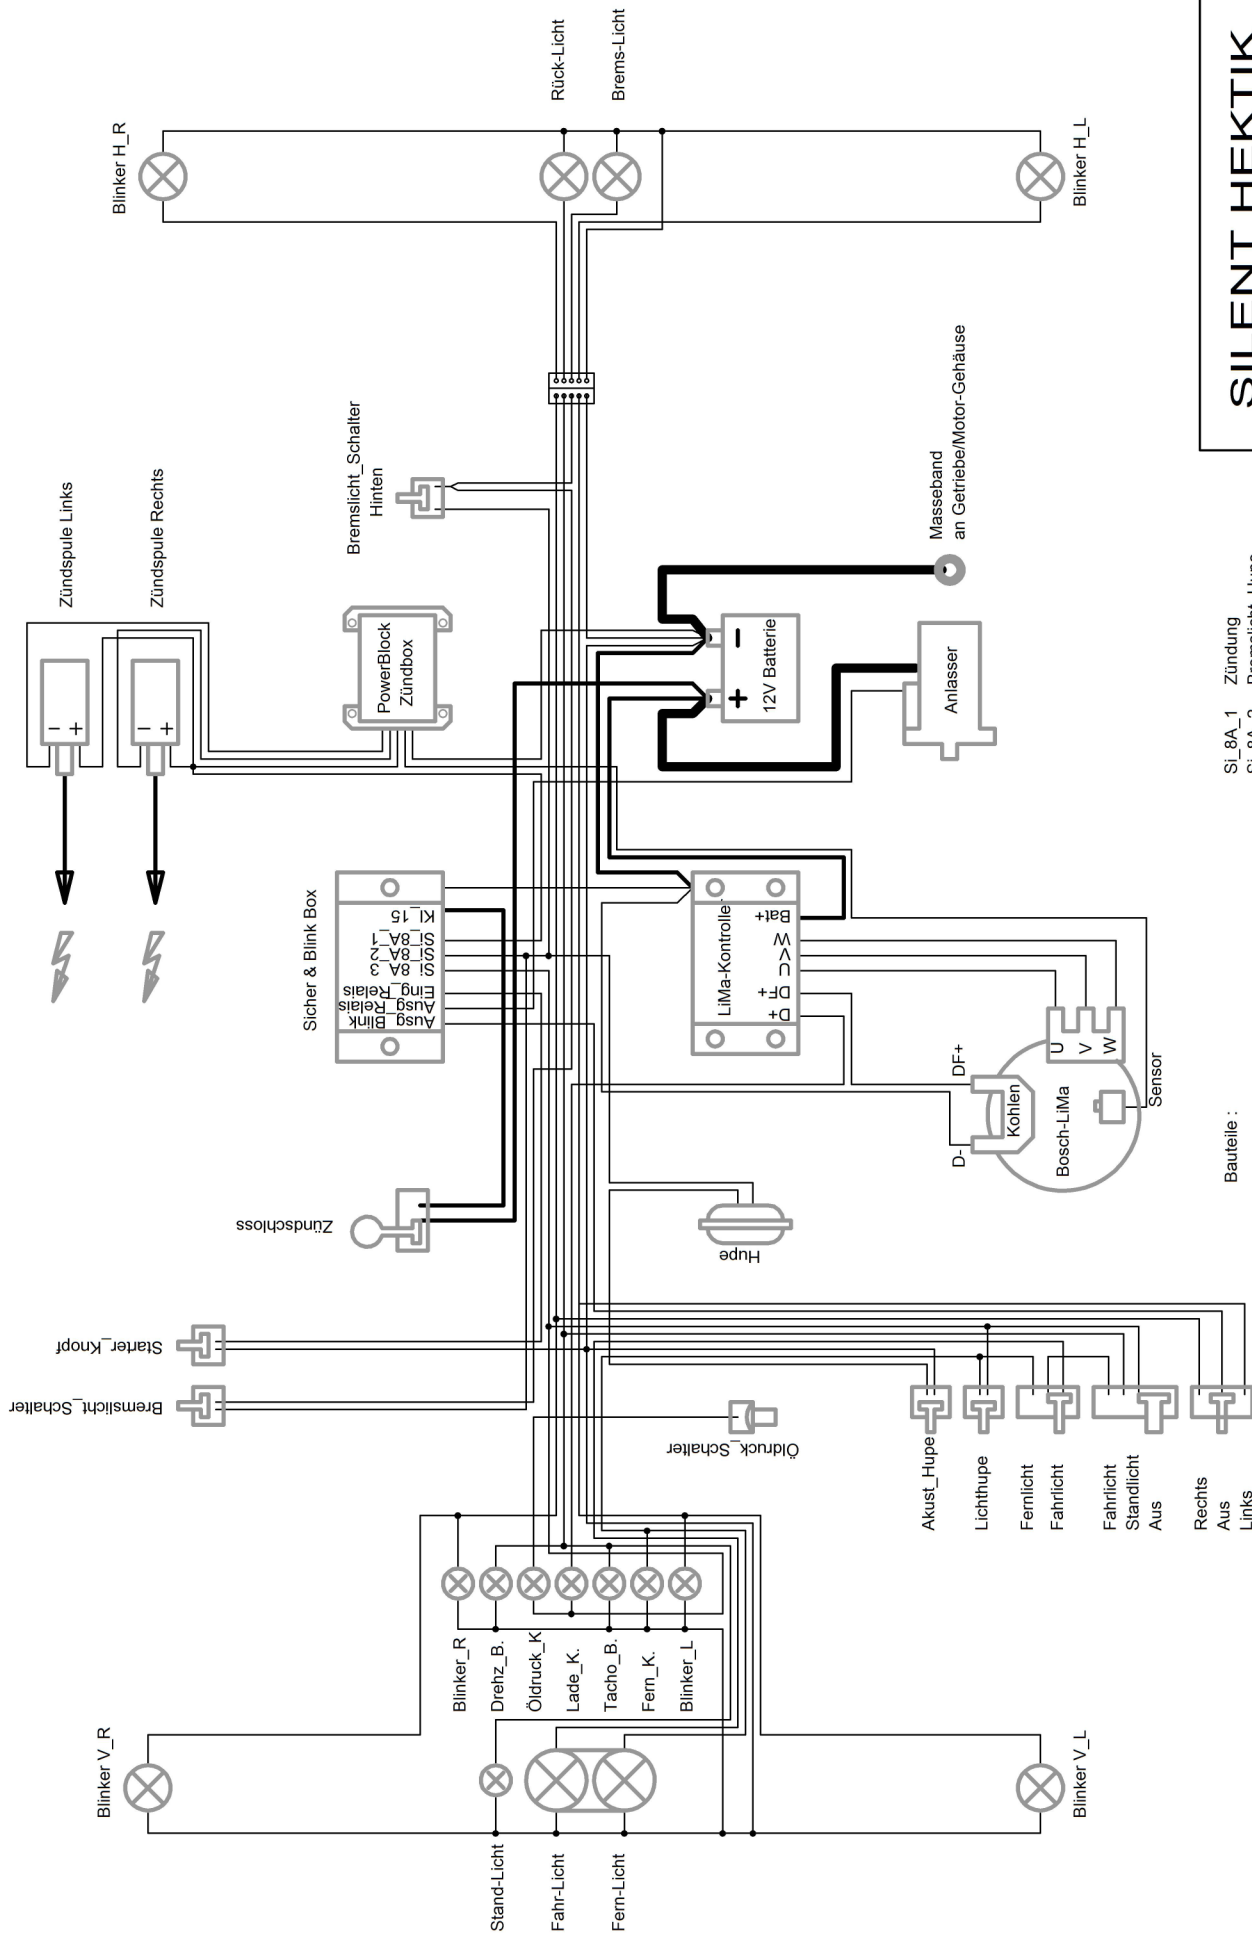 Blinker H_R
Rück-Licht
Brems-Licht
Blinker H_L
Zündspule Links
Zündspule Rechts
Bremslicht_Schalter
Hinten
Masseband
an Getriebe/Motor-Gehäuse
PowerBlock
Zündbox
12V Batterie
Anlasser
Sicher & Blink Box
Kl_15
Si_8A_1
Si_8A_2
Si_8A_3
Eing_Relais
Ausg_Relais
Ausg_Blink
LiMa-Kontroller
Bat+
W
V
U
DF+
D+
DF+
D-
Kohlen
Bosch-LiMa
U
V
W
Sensor
Zündschloss
Hupe
Starter_Knopf
Bremslicht_Schalter
Öldruck_Schalter
Akust_Hupe
Lichthupe
Fernlicht
Fahrlicht
Fahrlicht
Standlicht
Aus
Rechts
Aus
Links
Blinker_R
Drehz_B.
Öldruck_K
Lade_K.
Tacho_B.
Fern_K.
Blinker_L
Blinker V_R
Stand-Licht
Fahr-Licht
Fern-Licht
Blinker V_L
SILENT HEKTIK
Si_8A_1 Zündung
Si_8A_2 Bremslicht, Hupe
Bauteile :